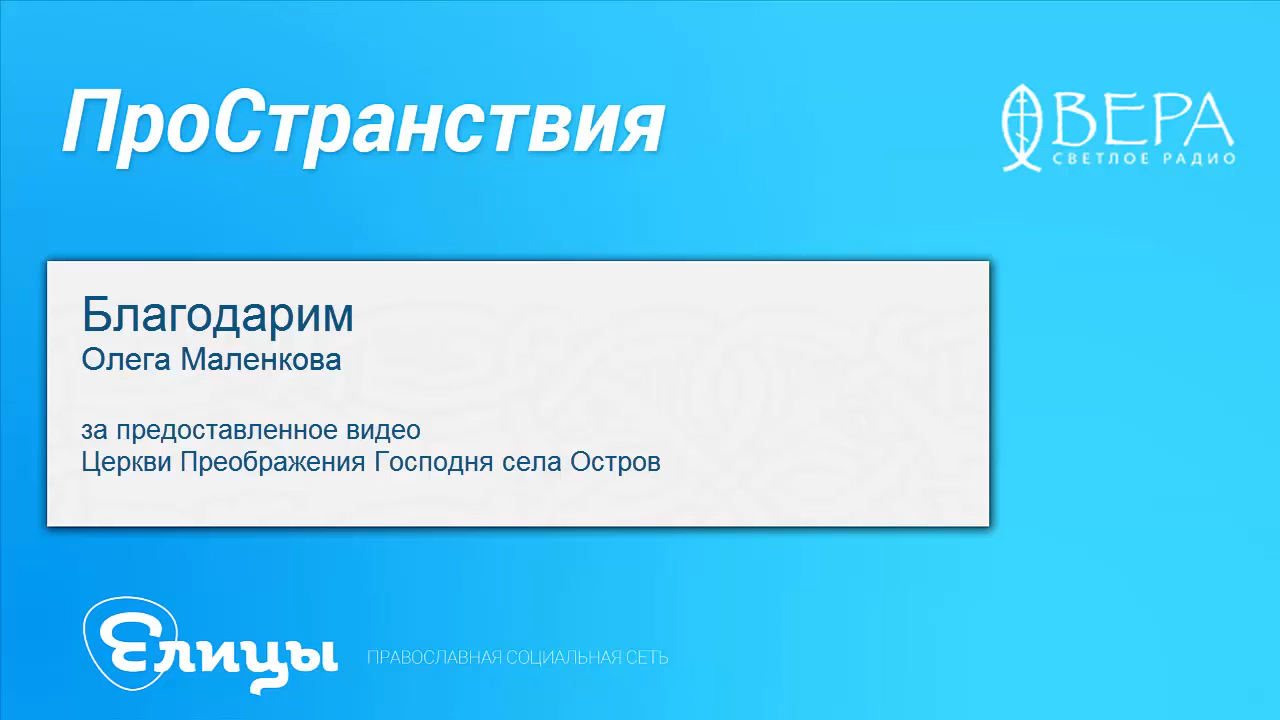 ПроСтранствия
ВЕРА
СВЕТЛОЕ РАДИО
Благодарим
Олега Маленкова
за предоставленное видео
Церкви Преображения Господня села Остров
Елицы
ПРАВОСЛАВНАЯ СОЦИАЛЬНАЯ СЕТЬ